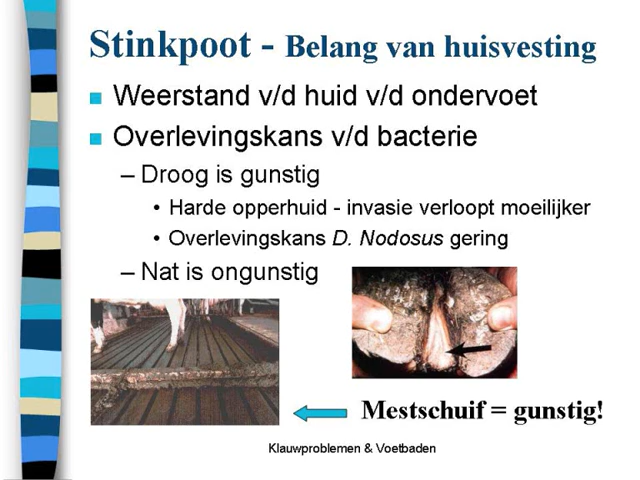 Stinkpoot - Belang van huisvesting
Weerstand v/d huid v/d ondervoet
Overlevingskans v/d bacterie
– Droog is gunstig
• Harde opperhuid - invasie verloopt moeilijker
• Overlevingskans D. Nodosus gering
– Nat is ongunstig
Mestschuif = gunstig!
Klauwproblemen & Voetbaden